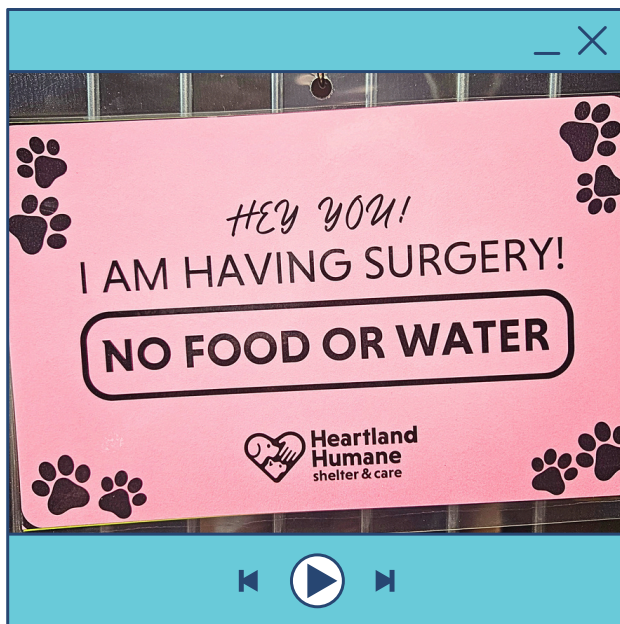 HEY YOU!
I AM HAVING SURGERY!
NO FOOD OR WATER
Heartland
Humane
shelter & care